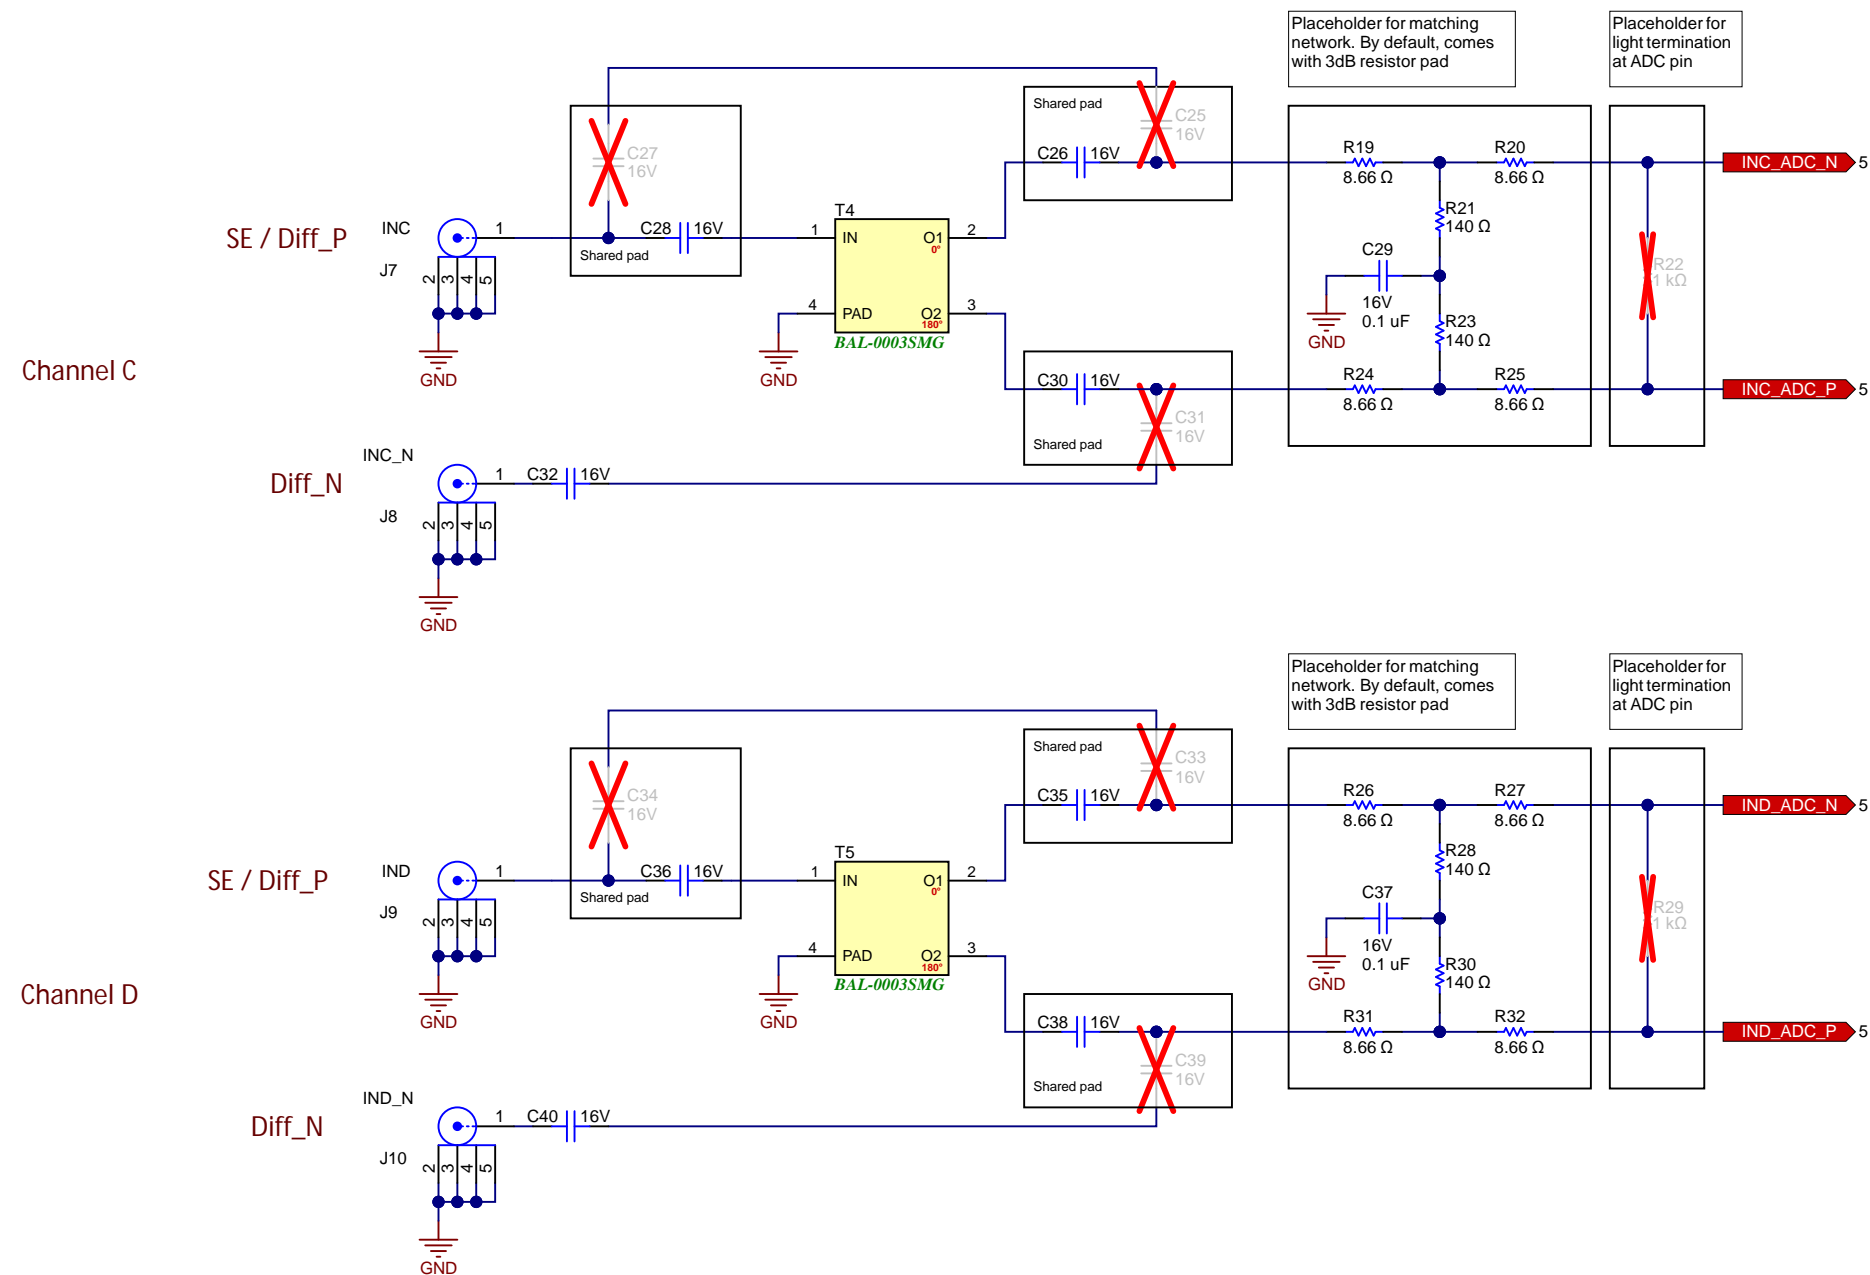 Placeholder for matching
network. By default, comes
with 3dB resistor pad
Placeholder for
light termination
at ADC pin
Shared pad
C25
16V
C27
16V
C26 16V
R19
8.66 Ω
R20
8.66 Ω
INC_ADC_N 5
SE / Diff_P
INC
1
J7
2 3 4 5
GND
C28 16V
Shared pad
T4
1 IN
O1 2
0°
4 PAD
O2 3
180°
BAL-0003SMG
GND
R21
140 Ω
C29
16V
0.1 uF
GND
R22
1 kΩ
R23
140 Ω
Channel C
C30 16V
R24
8.66 Ω
R25
8.66 Ω
INC_ADC_P 5
C31
16V
Shared pad
Diff_N
INC_N
1
C32 16V
J8
2 3 4 5
GND
Placeholder for matching
network. By default, comes
with 3dB resistor pad
Placeholder for
light termination
at ADC pin
Shared pad
C33
16V
C34
16V
C35 16V
R26
8.66 Ω
R27
8.66 Ω
IND_ADC_N 5
SE / Diff_P
IND
1
J9
2 3 4 5
GND
C36 16V
Shared pad
T5
1 IN
O1 2
0°
4 PAD
O2 3
180°
BAL-0003SMG
GND
R28
140 Ω
C37
16V
0.1 uF
GND
R29
1 kΩ
R30
140 Ω
Channel D
C38 16V
R31
8.66 Ω
R32
8.66 Ω
IND_ADC_P 5
C39
16V
Shared pad
Diff_N
IND_N
1
C40 16V
J10
2 3 4 5
GND